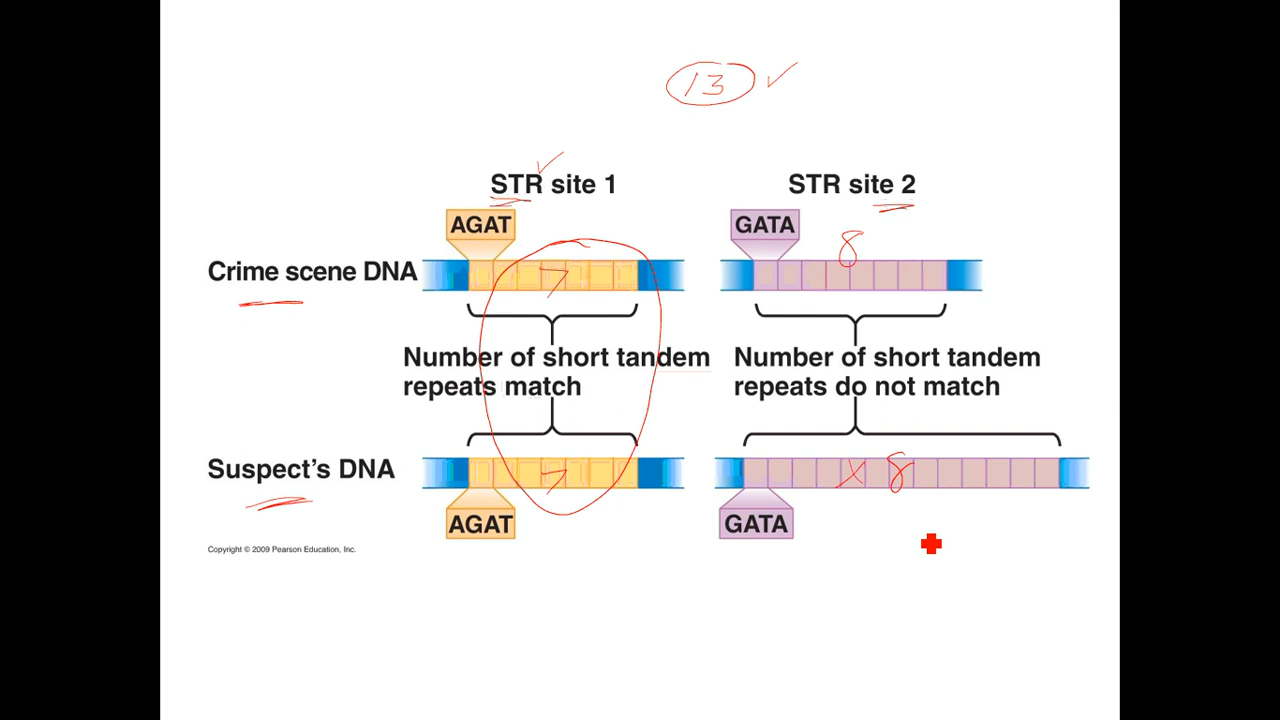 13
STR site 1
STR site 2
AGAT
GATA
8
Crime scene DNA
7
Number of short tandem
repeats match
Number of short tandem
repeats do not match
Suspect's DNA
7
X 8
AGAT
GATA
Copyright © 2009 Pearson Education, Inc.